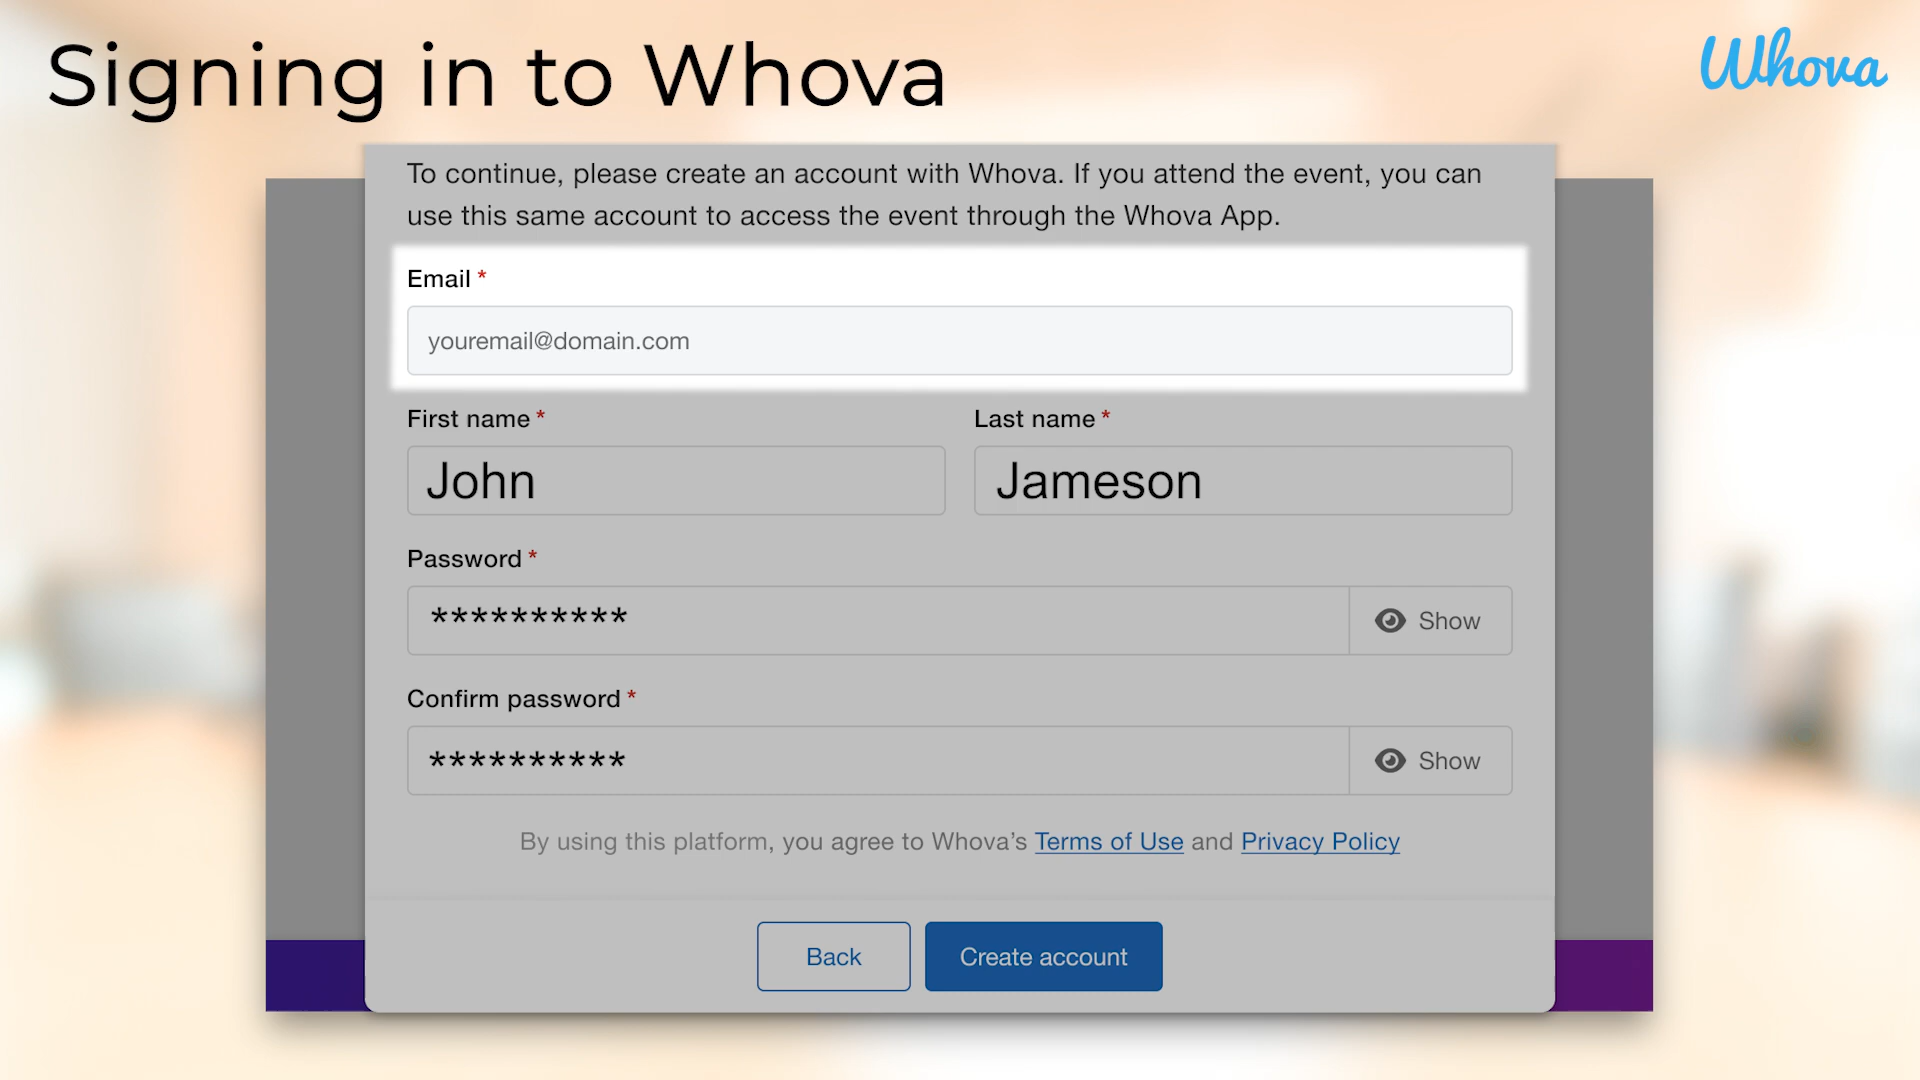 Signing in to Whova
Whova
To continue, please create an account with Whova. If you attend the event, you can
use this same account to access the event through the Whova App.
Email *
youremail@domain.com
First name *
Last name *
John
Jameson
Password *
**********
Show
Confirm password *
**********
Show
By using this platform, you agree to Whova’s Terms of Use and Privacy Policy
Back
Create account